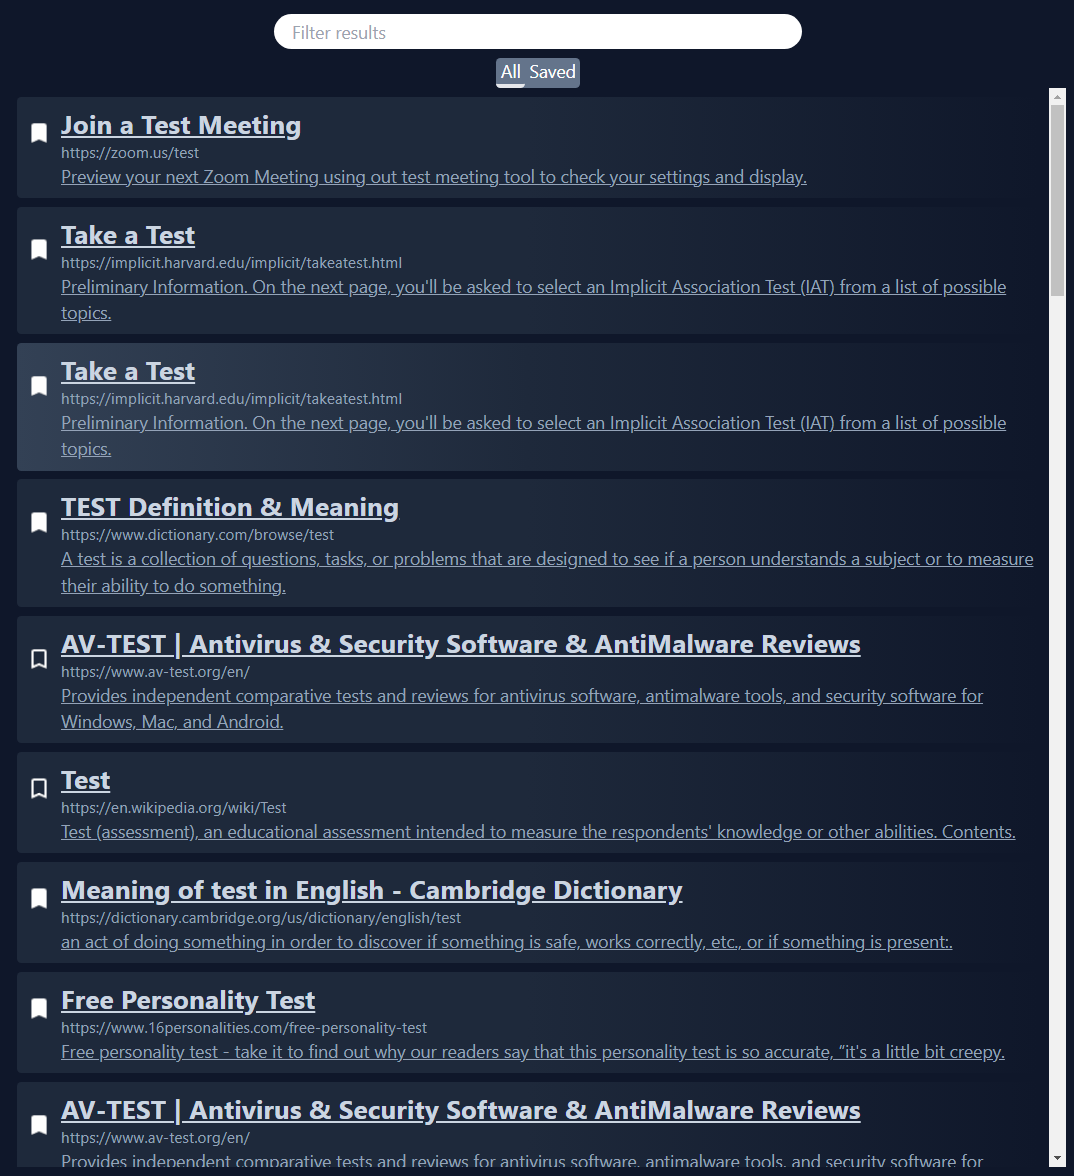 Filter results
All Saved
Join a Test Meeting
https://zoom.us/test
Preview your next Zoom Meeting using out test meeting tool to check your settings and display.
Take a Test
https://implicit.harvard.edu/implicit/takeatest.html
Preliminary Information. On the next page, you'll be asked to select an Implicit Association Test (IAT) from a list of possible
topics.
Take a Test
https://implicit.harvard.edu/implicit/takeatest.html
Preliminary Information. On the next page, you'll be asked to select an Implicit Association Test (IAT) from a list of possible
topics.
TEST Definition & Meaning
https://www.dictionary.com/browse/test
A test is a collection of questions, tasks, or problems that are designed to see if a person understands a subject or to measure
their ability to do something.
AV-TEST | Antivirus & Security Software & AntiMalware Reviews
https://www.av-test.org/en/
Provides independent comparative tests and reviews for antivirus software, antimalware tools, and security software for
Windows, Mac, and Android.
Test
https://en.wikipedia.org/wiki/Test
Test (assessment), an educational assessment intended to measure the respondents' knowledge or other abilities. Contents.
Meaning of test in English - Cambridge Dictionary
https://dictionary.cambridge.org/us/dictionary/english/test
an act of doing something in order to discover if something is safe, works correctly, etc., or if something is present:.
Free Personality Test
https://www.16personalities.com/free-personality-test
Free personality test - take it to find out why our readers say that this personality test is so accurate, “it's a little bit creepy.
AV-TEST | Antivirus & Security Software & AntiMalware Reviews
https://www.av-test.org/en/
Provides independent comparative tests and reviews for antivirus software, antimalware tools, and security software for